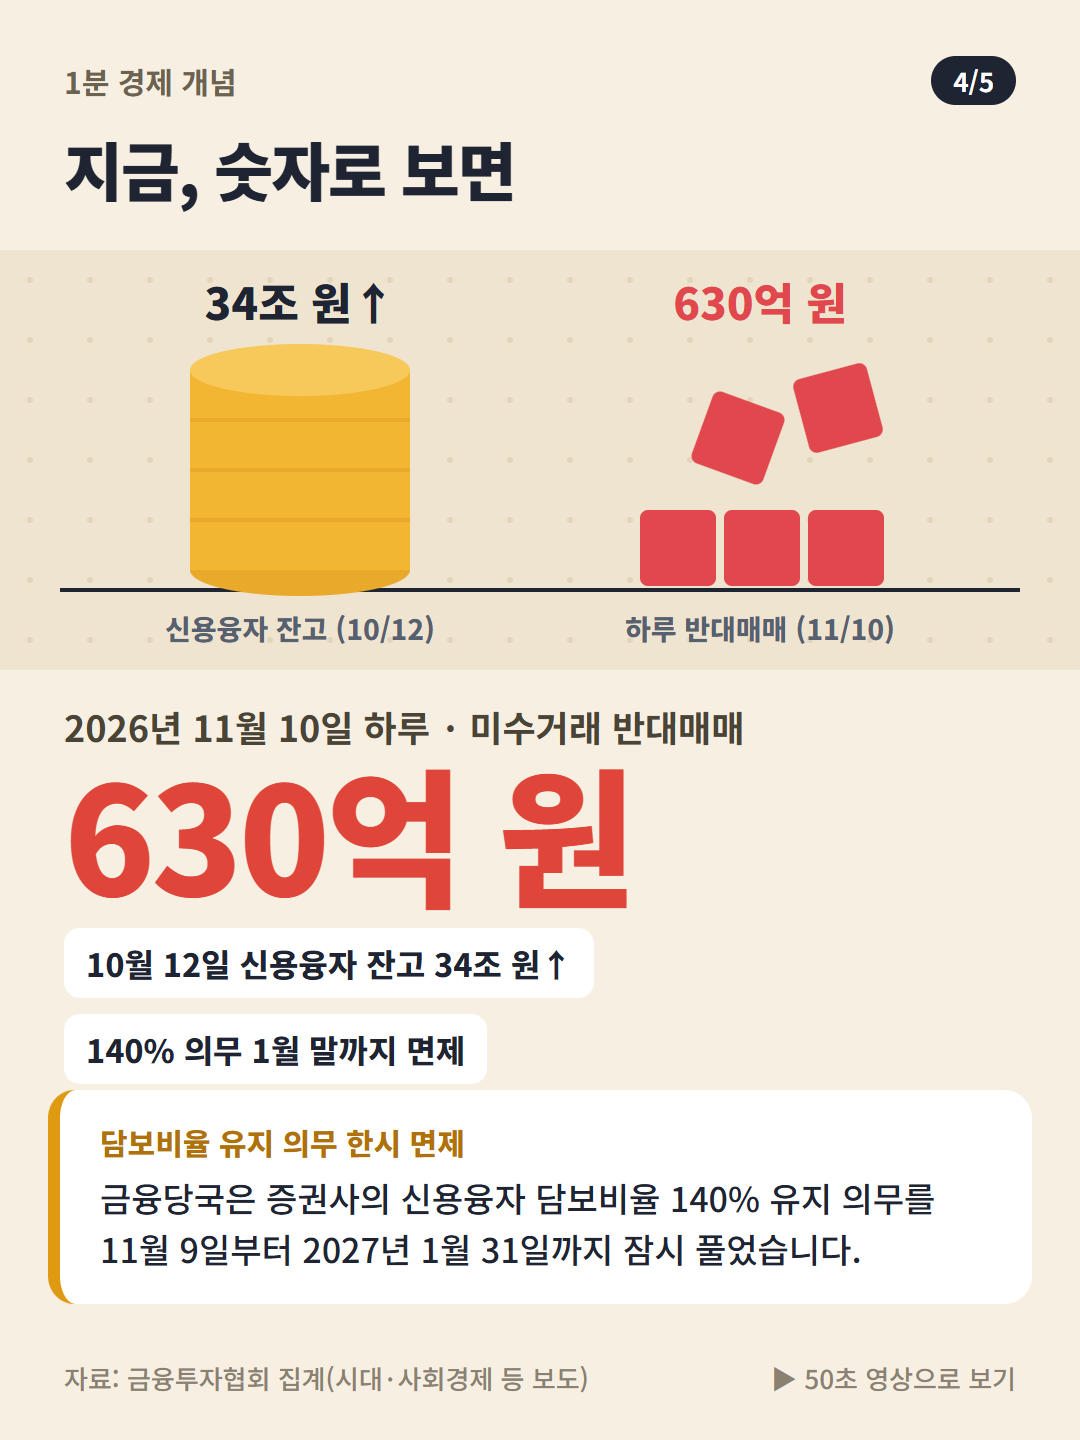 1분 경제 개념
4/5
지금, 숫자로 보면
34조 원↑
630억 원
신용융자 잔고 (10/12)
하루 반대매매 (11/10)
2026년 11월 10일 하루 · 미수거래 반대매매
630억 원
10월 12일 신용융자 잔고 34조 원↑
140% 의무 1월 말까지 면제
담보비율 유지 의무 한시 면제
금융당국은 증권사의 신용융자 담보비율 140% 유지 의무를
11월 9일부터 2027년 1월 31일까지 잠시 풀었습니다.
자료: 금융투자협회 집계(시대·사회경제 등 보도)
▶ 50초 영상으로 보기